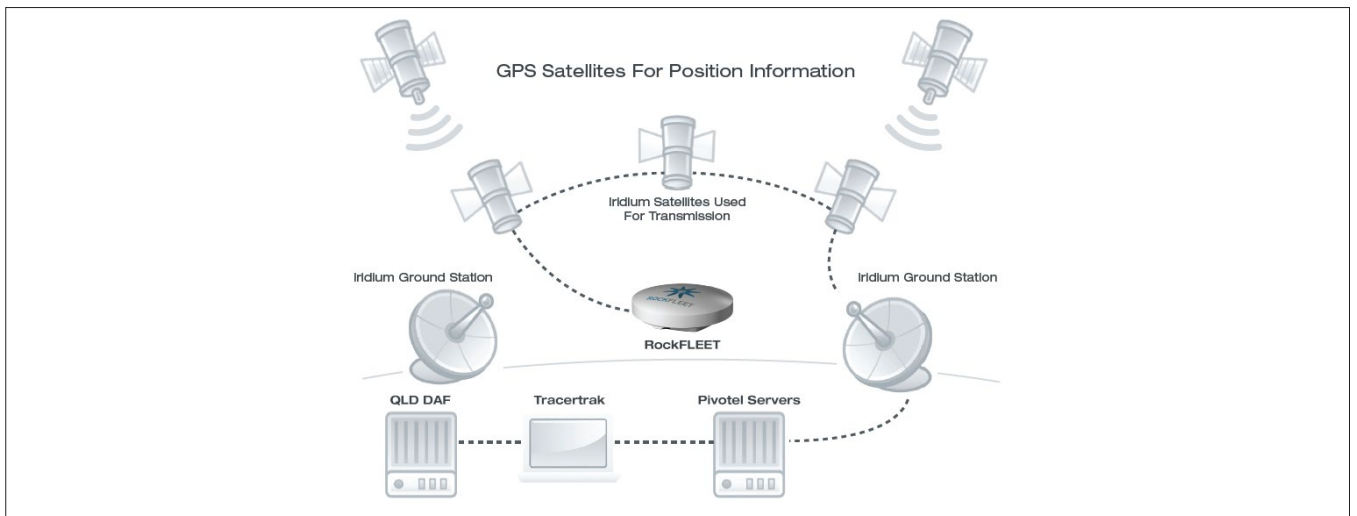 GPS Satellites For Position Information
Iridium Satellites Used
For Transmission
Iridium Ground Station
Iridium Ground Station
ROCKFLEET
RockFLEET
QLD DAF
Tracertrak
Pivotel Servers